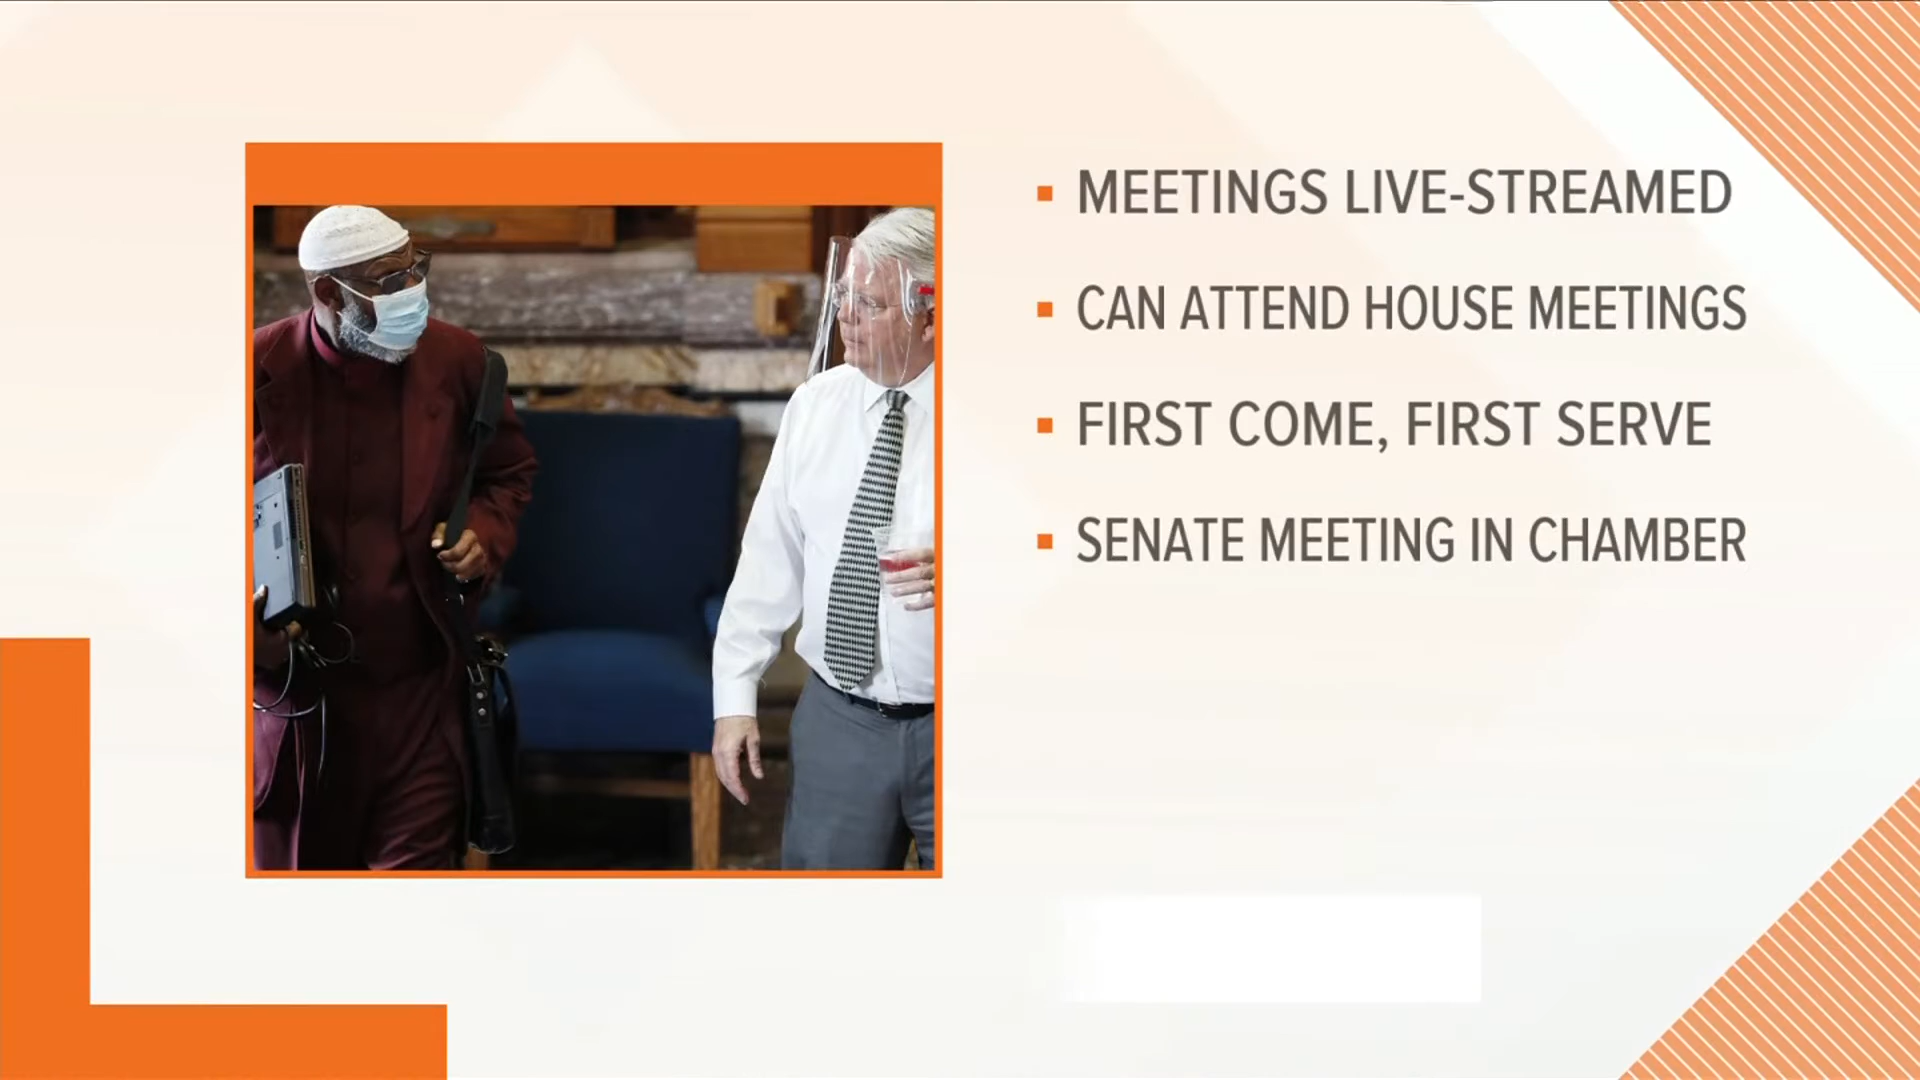 MEETINGS LIVE-STREAMED
CAN ATTEND HOUSE MEETINGS
FIRST COME, FIRST SERVE
SENATE MEETING IN CHAMBER